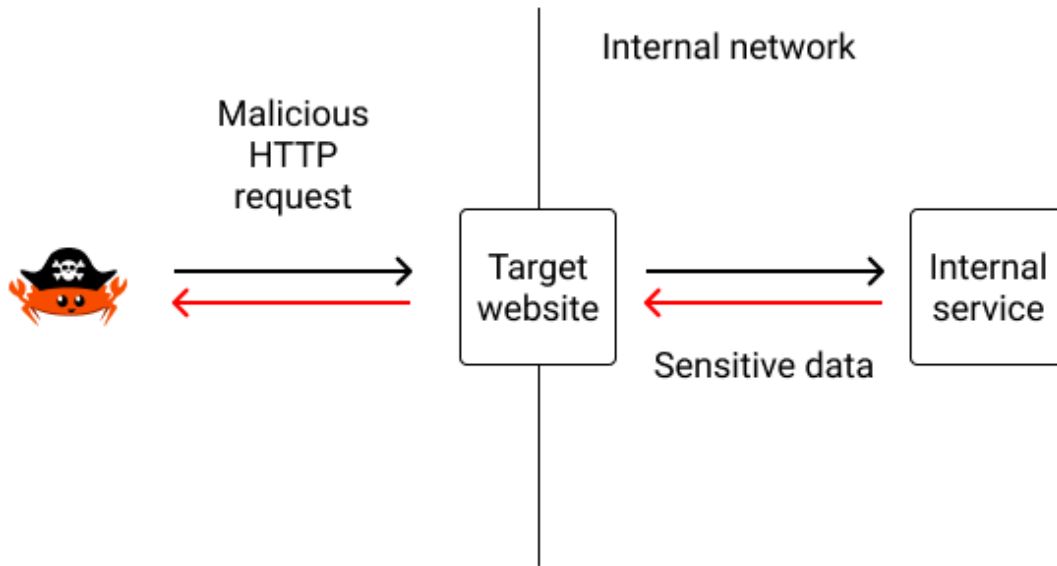 Internal network
Malicious
HTTP
request
Target
website
Internal
service
Sensitive data